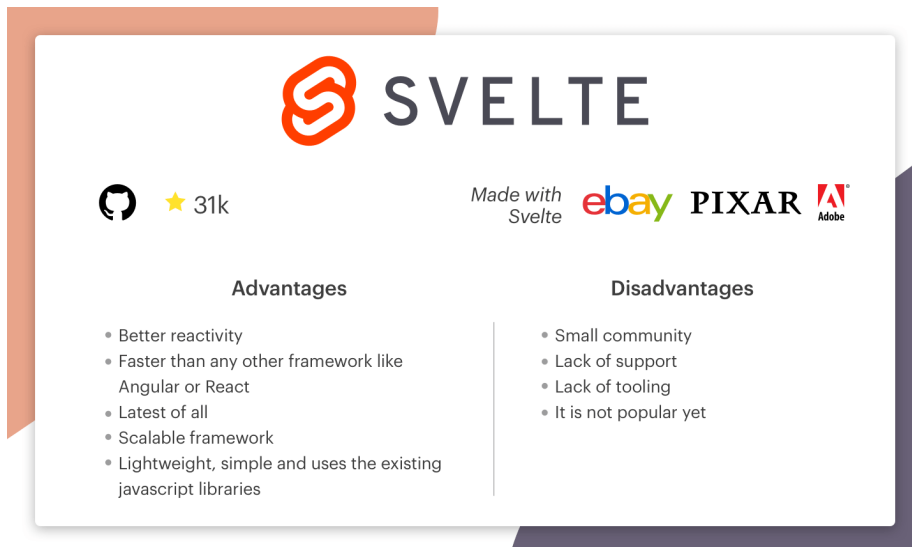 SVELTE
31k
Made with
Svelte
ebay
PIXAR
Adobe
Advantages
Better reactivity
Faster than any other framework like
Angular or React
Latest of all
Scalable framework
Lightweight, simple and uses the existing
javascript libraries
Disadvantages
Small community
Lack of support
Lack of tooling
It is not popular yet